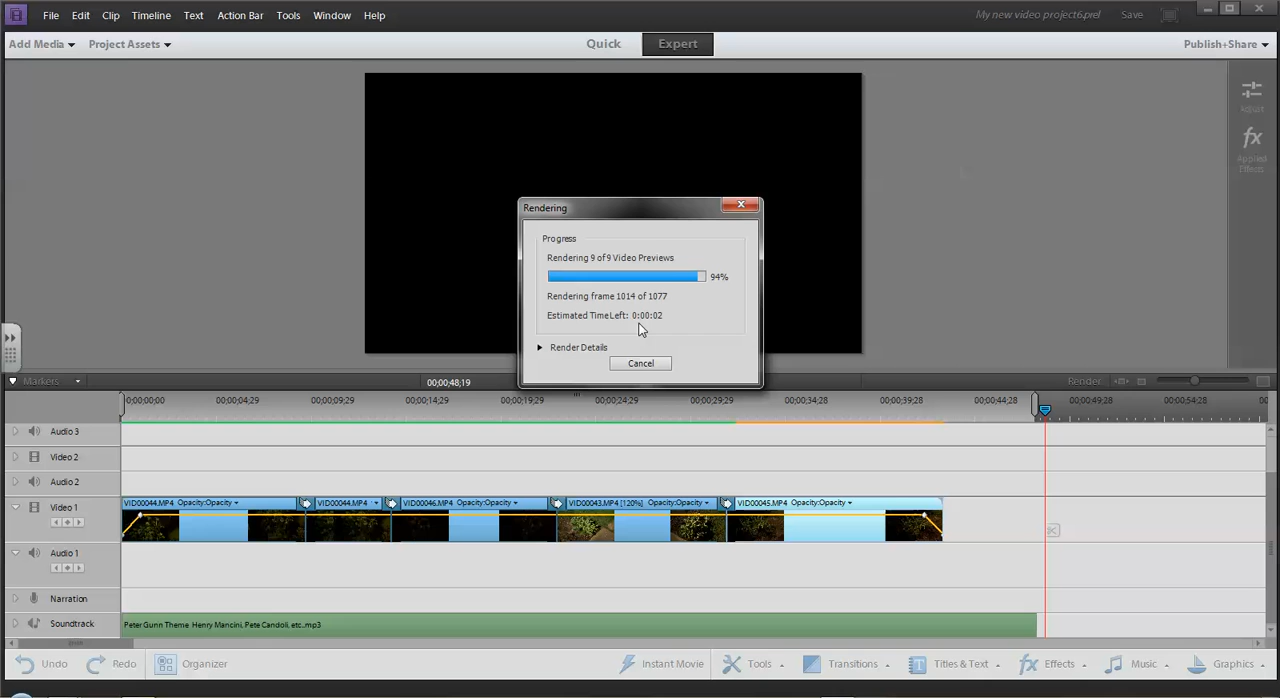 File Edit Clip Timeline Text Action Bar Tools Window Help My new video project6.prel Save
Add Media Project Assets Quick Expert Publish+Share
Adjust
fx
Applied Effects
Rendering
Progress
Rendering 9 of 9 Video Previews
94%
Rendering frame 1014 of 1077
Estimated Time Left: 0:00:02
Render Details
Cancel
Markers 00;00;48;19 Render
0;00;00;00 00;00;04;29 00;00;09;29 00;00;14;29 00;00;19;29 00;00;24;29 00;00;29;29 00;00;34;28 00;00;39;28 00;00;44;28 00;00;49;28 00;00;54;28
Audio 3
Video 2
Audio 2
Video 1 VID00044.MP4 Opacity:Opacity VID00044.MP4 VID00046.MP4 Opacity:Opacity VID00043.MP4 [120%] Opacity:Opacity VID00045.MP4 Opacity:Opacity
Audio 1
Narration
Soundtrack Peter Gunn Theme Henry Mancini, Pete Candoli, etc..mp3
Undo Redo Organizer Instant Movie Tools Transitions T Titles & Text fx Effects Music Graphics